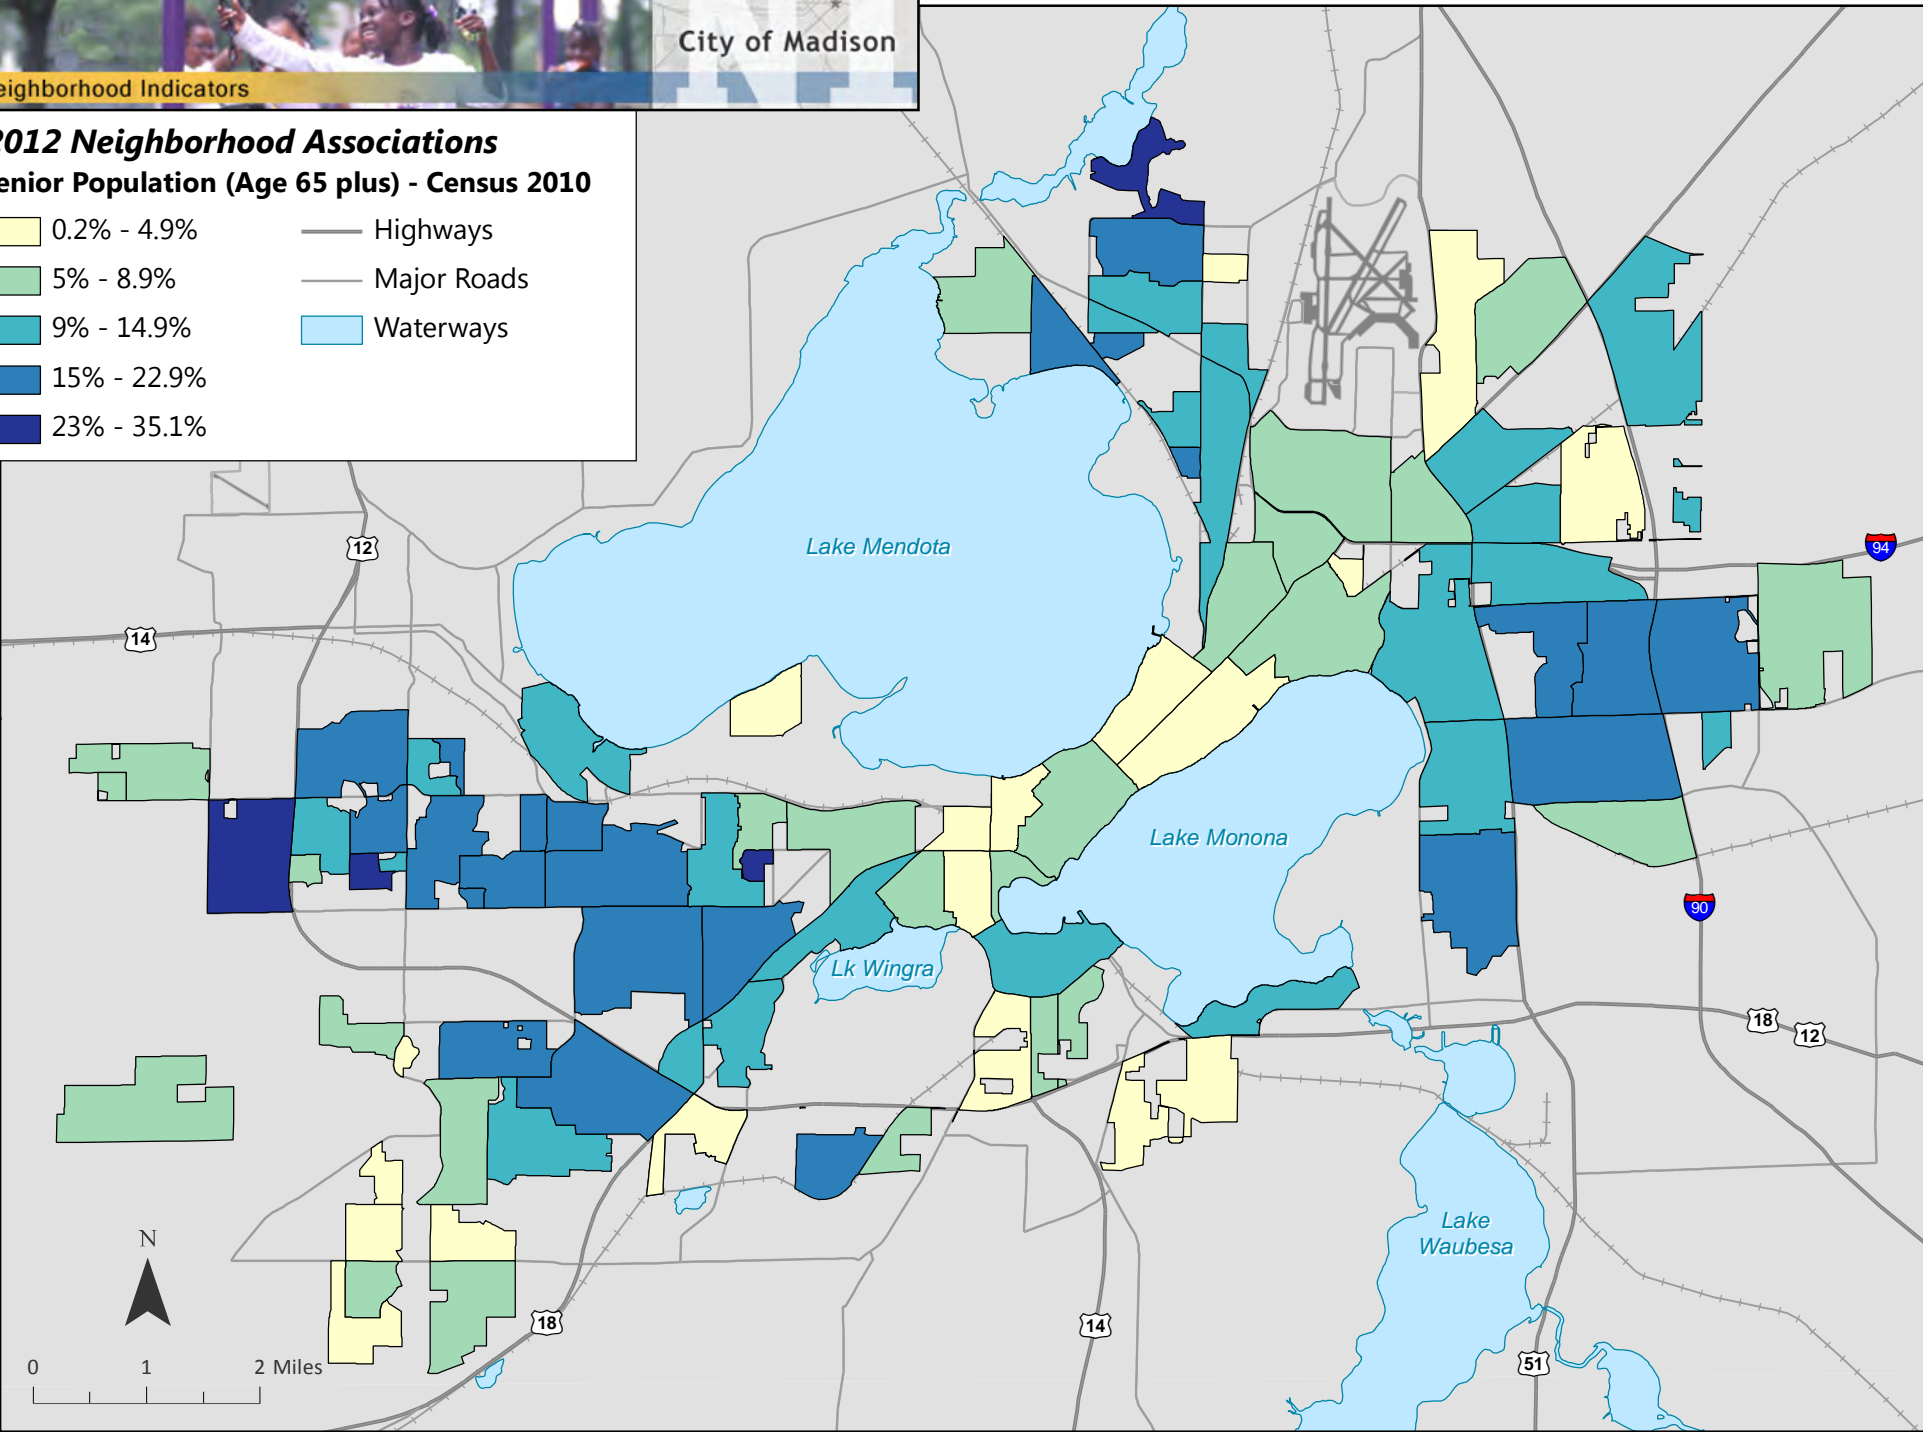 City of Madison
eighborhood Indicators
2012 Neighborhood Associations
enior Population (Age 65 plus) - Census 2010
0.2% - 4.9%
Highways
5% - 8.9%
Major Roads
9% - 14.9%
Waterways
15% - 22.9%
23% - 35.1%
12
Lake Mendota
94
14
Lake Monona
90
Lk Wingra
18
12
Lake
Waubesa
N
18
14
51
0 1 2 Miles